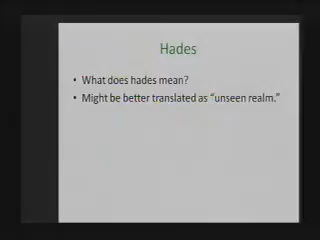 Hades
• What does hades mean?
• Might be better translated as “unseen realm.”